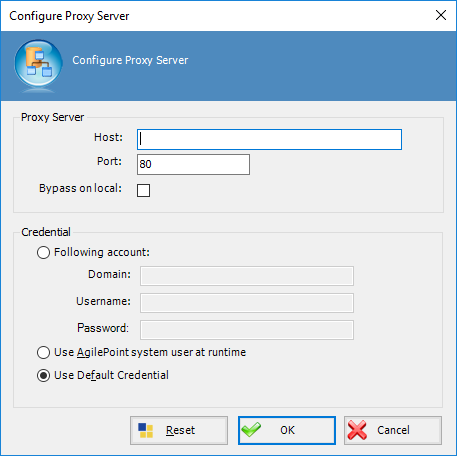 Configure Proxy Server
Configure Proxy Server
Proxy Server
Host:
Port: 80
Bypass on local:
Credential
Following account:
Domain:
Username:
Password:
Use AgilePoint system user at runtime
Use Default Credential
Reset OK Cancel